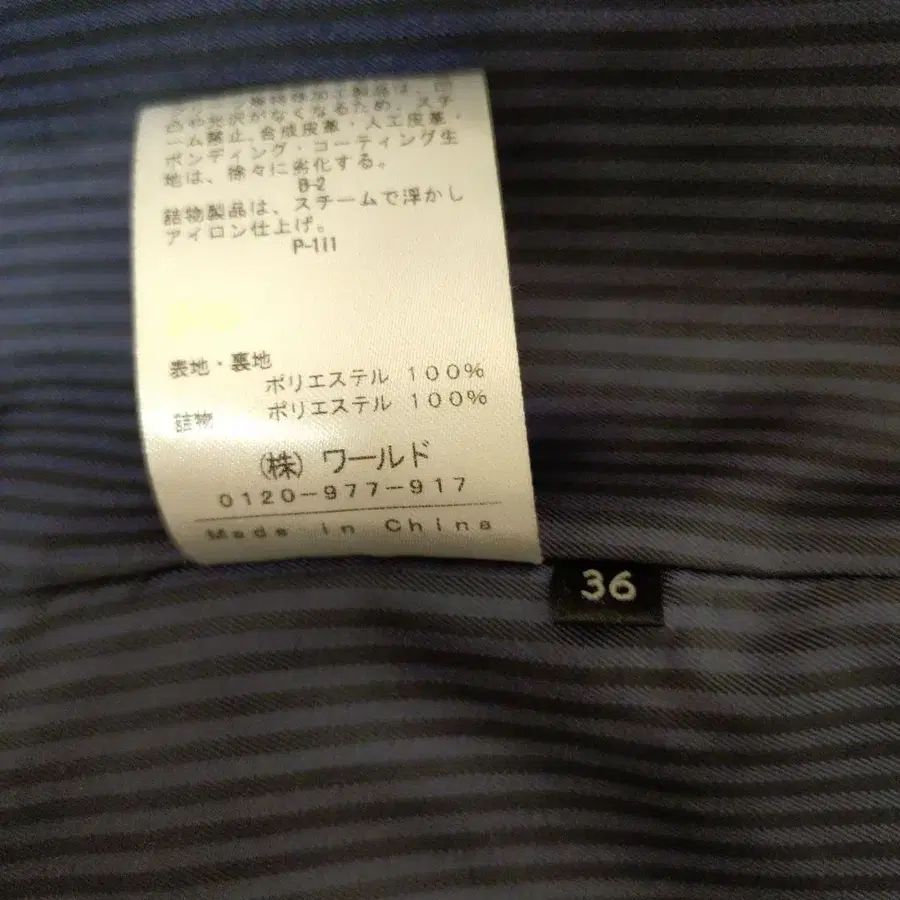 色や光沢がなくなるため、スチ
ーム禁止。合成皮革・人工皮革・
ボンディング・コーティング生
地は、徐々に劣化する。
B-2
詰物製品は、スチームで浮かし
アイロン仕上げ。
P-111
表地・裏地
ポリエステル 100%
詰物 ポリエステル 100%
(株) ワールド
0120-977-917
Made in China
36